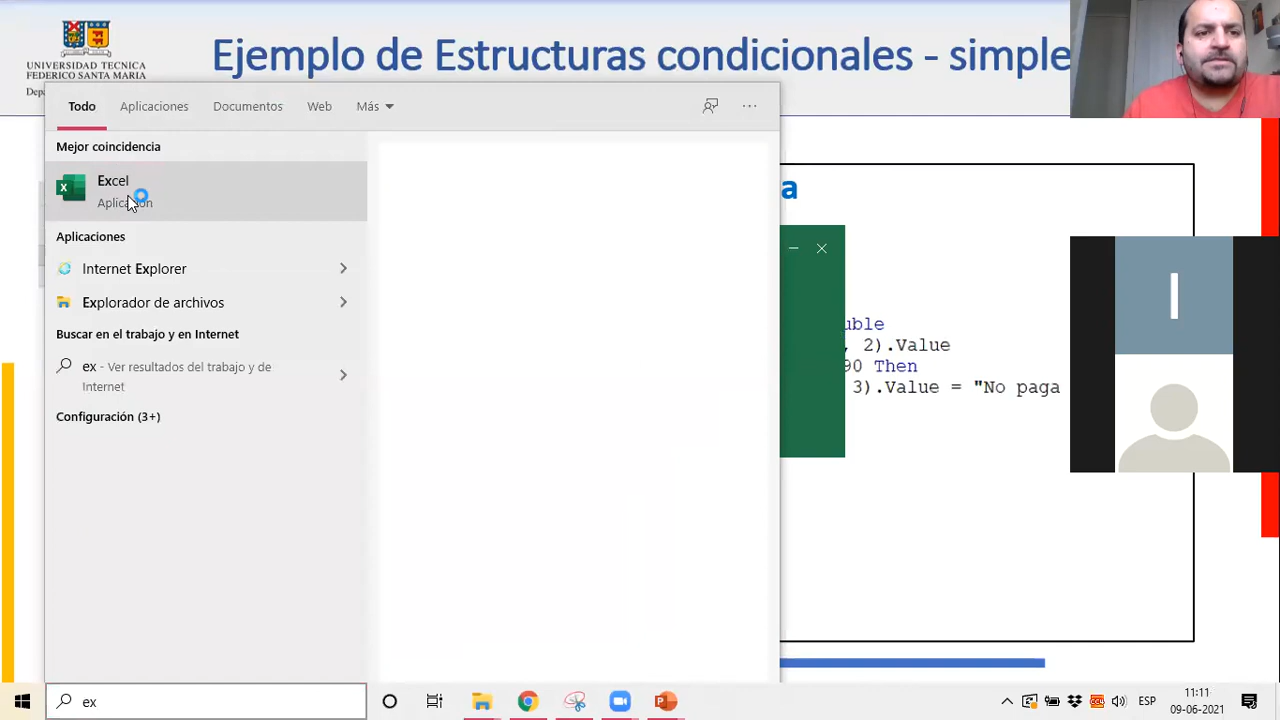 Ejemplo de Estructuras condicionales - simple
UNIVERSIDAD TECNICA
FEDERICO SANTA MARIA
Todo Aplicaciones Documentos Web Más
Mejor coincidencia
Excel
Aplicación
Aplicaciones
Internet Explorer
Explorador de archivos
Buscar en el trabajo y en Internet
ex - Ver resultados del trabajo y de
Internet
Configuración (3+)
a
uble
, 2).Value
90 Then
3).Value = "No paga
I
ex
ESP
11:11
09-06-2021